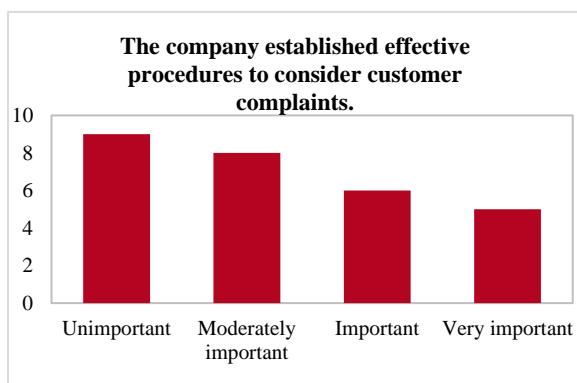 The company established effective
procedures to consider customer
complaints.
10
8
6
4
2
0
Unimportant
Moderately
important
Important
Very important